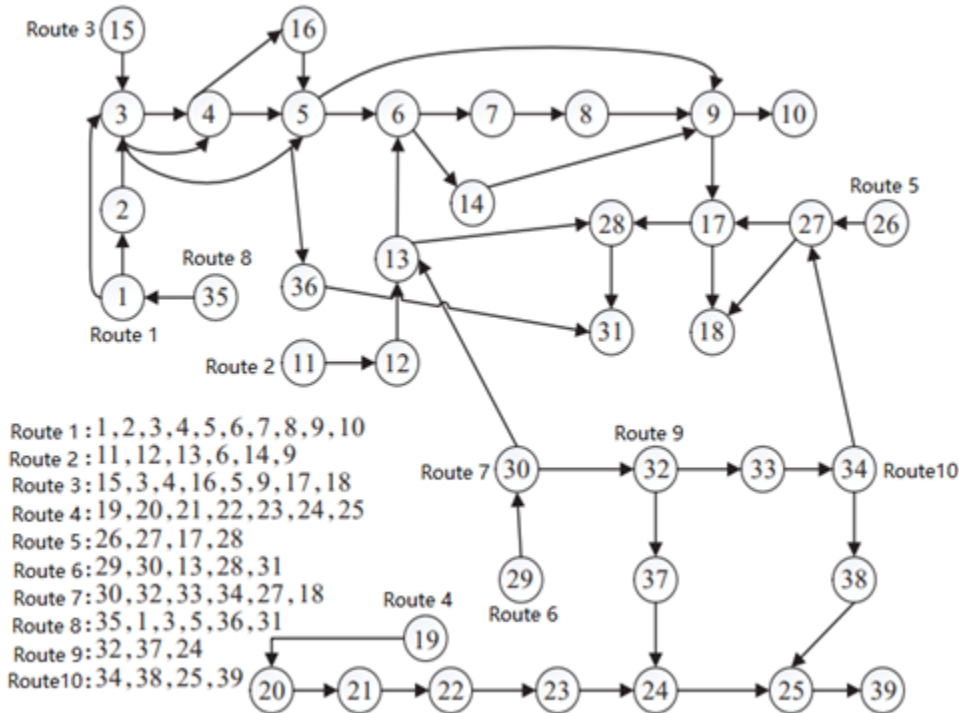 Route 3 15 16
3 4 5 6 7 8 9 10
14
2 28 17 27 26 Route 5
13
Route 8
1 35 36
Route 1
31 18
Route 2 11 12
Route 1 : 1,2,3,4,5,6,7,8,9,10
Route 2 : 11,12,13,6,14,9
Route 3 : 15,3,4,16,5,9,17,18
Route 4 : 19,20,21,22,23,24,25
Route 5 : 26,27,17,28
Route 6 : 29,30,13,28,31
Route 7 : 30,32,33,34,27,18
Route 8 : 35,1,3,5,36,31
Route 9 : 32,37,24
Route10 : 34,38,25,39
Route 9
Route 7 30 32 33 34 Route10
29 37 38
Route 6
Route 4
19
20 21 22 23 24 25 39